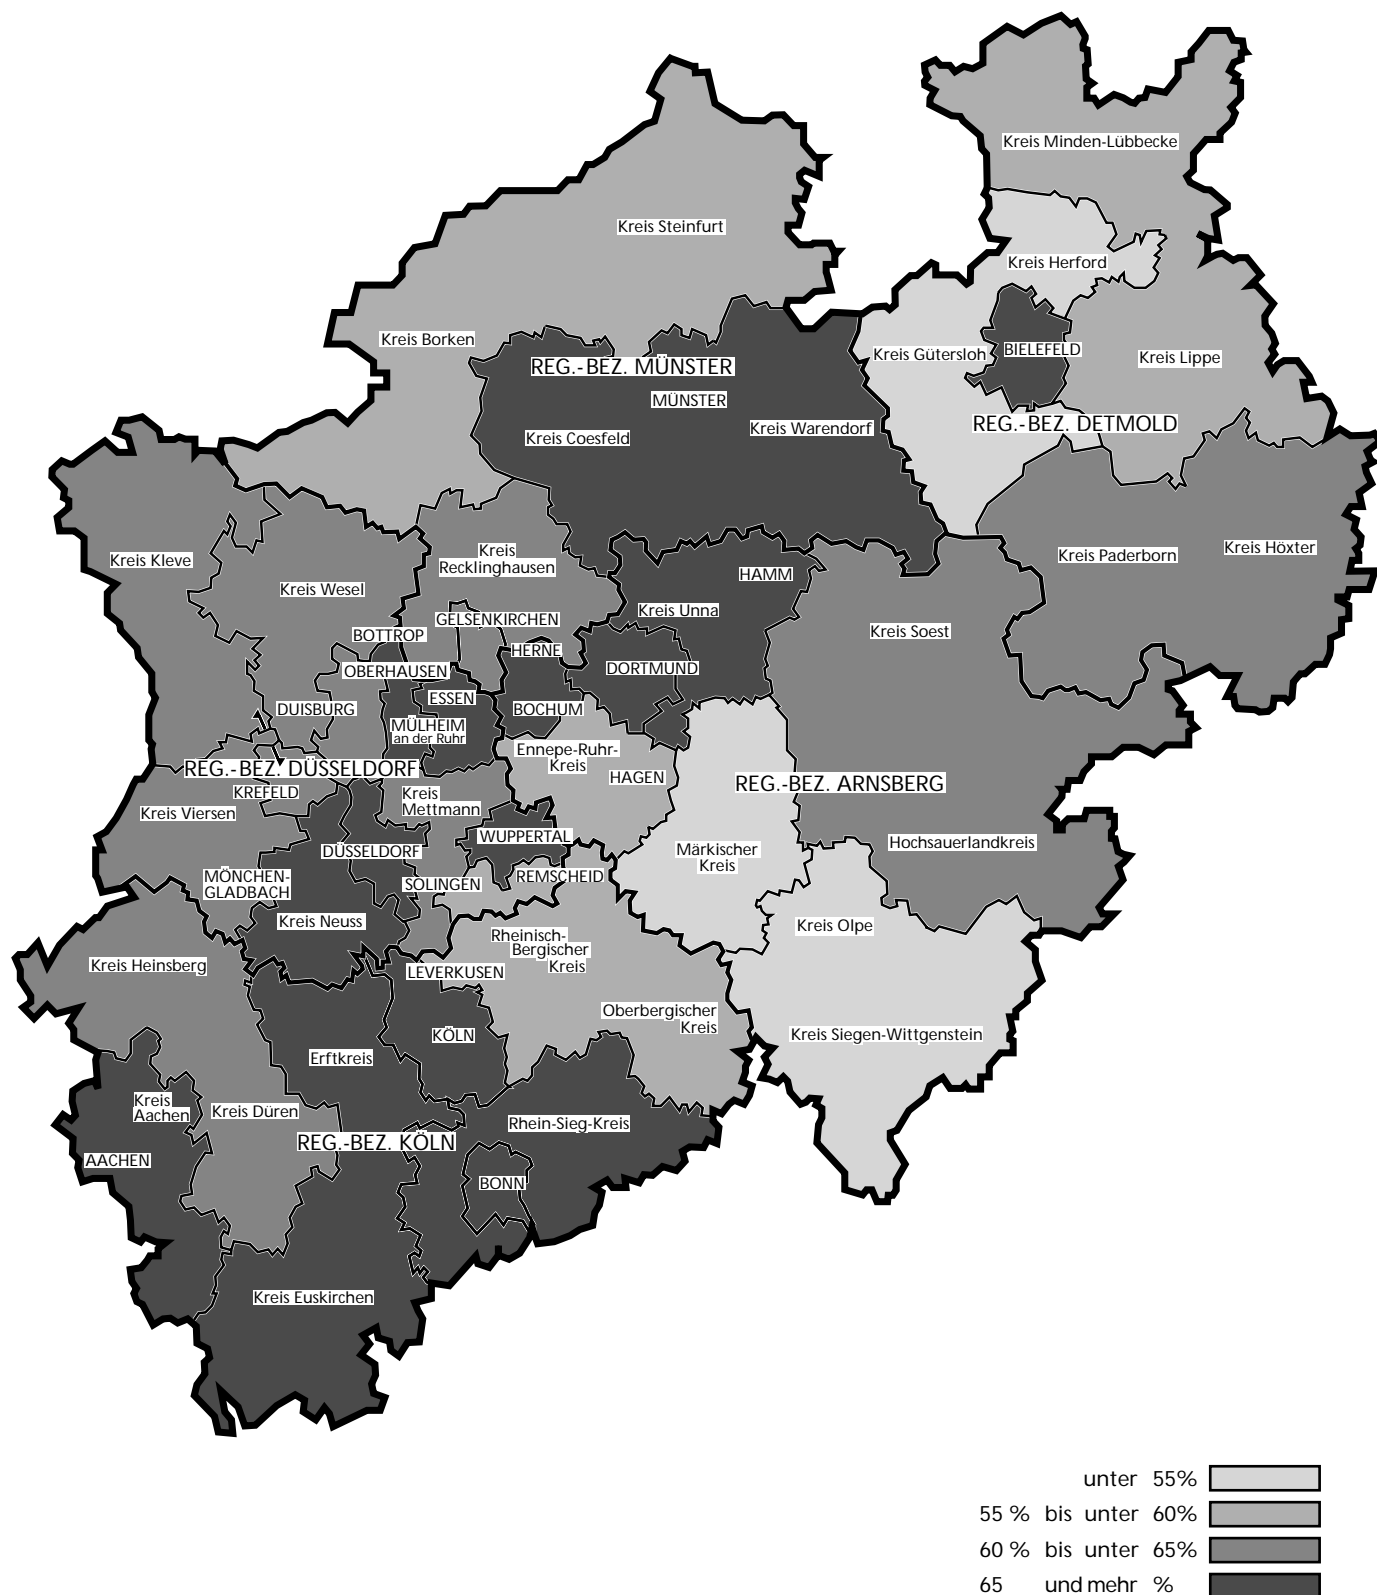 Kreis Minden-Lübbecke
Kreis Steinfurt
Kreis Herford
Kreis Borken
Kreis Gütersloh
BIELEFELD
Kreis Lippe
REG.-BEZ. MÜNSTER
MÜNSTER
Kreis Coesfeld
Kreis Warendorf
REG.-BEZ. DETMOLD
Kreis Kleve
Kreis
Recklinghausen
Kreis Paderborn
Kreis Höxter
HAMM
Kreis Wesel
Kreis Unna
GELSENKIRCHEN
Kreis Soest
BOTTROP
HERNE
OBERHAUSEN
DORTMUND
ESSEN
DUISBURG
BOCHUM
MÜLHEIM
an der Ruhr
Ennepe-Ruhr-
Kreis
REG.-BEZ. DÜSSELDORF
HAGEN
REG.-BEZ. ARNSBERG
KREFELD
Kreis
Mettmann
Kreis Viersen
WUPPERTAL
DÜSSELDORF
Märkischer
Kreis
Hochsauerlandkreis
MÖNCHEN-
GLADBACH
SOLINGEN
REMSCHEID
Kreis Neuss
Kreis Olpe
Rheinisch-
Bergischer
Kreis
Kreis Heinsberg
LEVERKUSEN
Oberbergischer
Kreis
KÖLN
Kreis Siegen-Wittgenstein
Erftkreis
Kreis
Aachen
Kreis Düren
Rhein-Sieg-Kreis
REG.-BEZ. KÖLN
AACHEN
BONN
Kreis Euskirchen
unter 55%
55 % bis unter 60%
60 % bis unter 65%
65 und mehr %